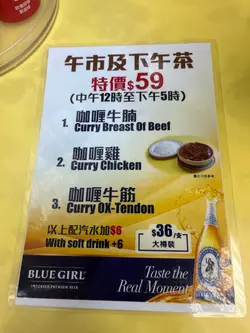 午市及下午茶
特價$59
(中午12時至下午5時)
1. 咖喱牛腩
Curry Breast Of Beef
2. 咖喱雞
Curry Chicken
3. 咖喱牛筋
Curry OX-Tendon
以上配汽水加$6
With soft drink +6
$36/支
大樽裝
BLUE GIRL
IMPORTED PREMIUM BEER
Taste the
Real Moment